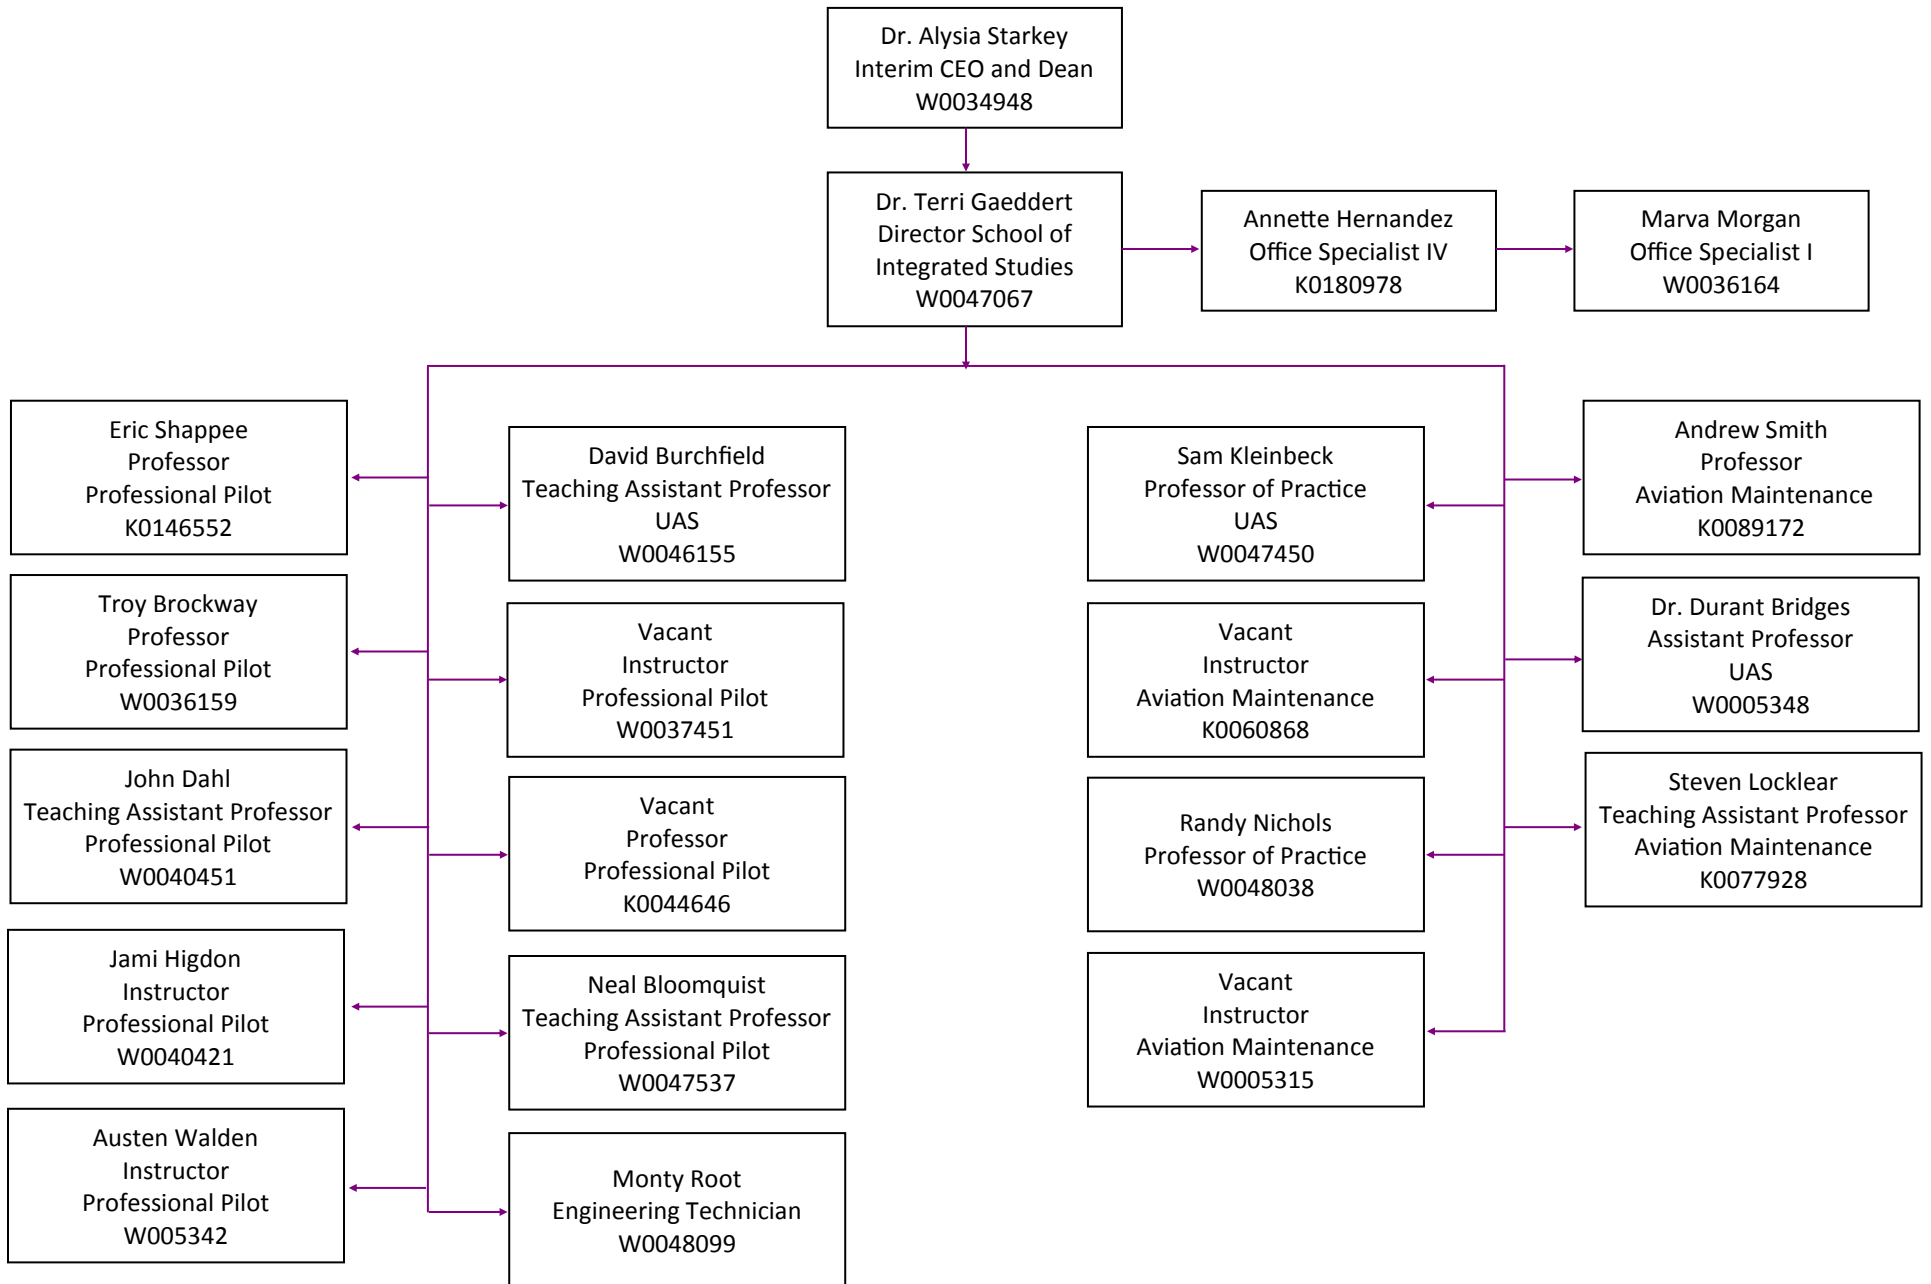 Dr. Alysia Starkey
Interim CEO and Dean
W0034948
Dr. Terri Gaeddert
Director School of
Integrated Studies
W0047067
Annette Hernandez
Office Specialist IV
K0180978
Marva Morgan
Office Specialist I
W0036164
Eric Shappee
Professor
Professional Pilot
K0146552
Troy Brockway
Professor
Professional Pilot
W0036159
John Dahl
Teaching Assistant Professor
Professional Pilot
W0040451
Jami Higdon
Instructor
Professional Pilot
W0040421
Austen Walden
Instructor
Professional Pilot
W005342
David Burchfield
Teaching Assistant Professor
UAS
W0046155
Vacant
Instructor
Professional Pilot
W0037451
Vacant
Professor
Professional Pilot
K0044646
Neal Bloomquist
Teaching Assistant Professor
Professional Pilot
W0047537
Monty Root
Engineering Technician
W0048099
Sam Kleinbeck
Professor of Practice
UAS
W0047450
Vacant
Instructor
Aviation Maintenance
K0060868
Randy Nichols
Professor of Practice
W0048038
Vacant
Instructor
Aviation Maintenance
W0005315
Andrew Smith
Professor
Aviation Maintenance
K0089172
Dr. Durant Bridges
Assistant Professor
UAS
W0005348
Steven Locklear
Teaching Assistant Professor
Aviation Maintenance
K0077928